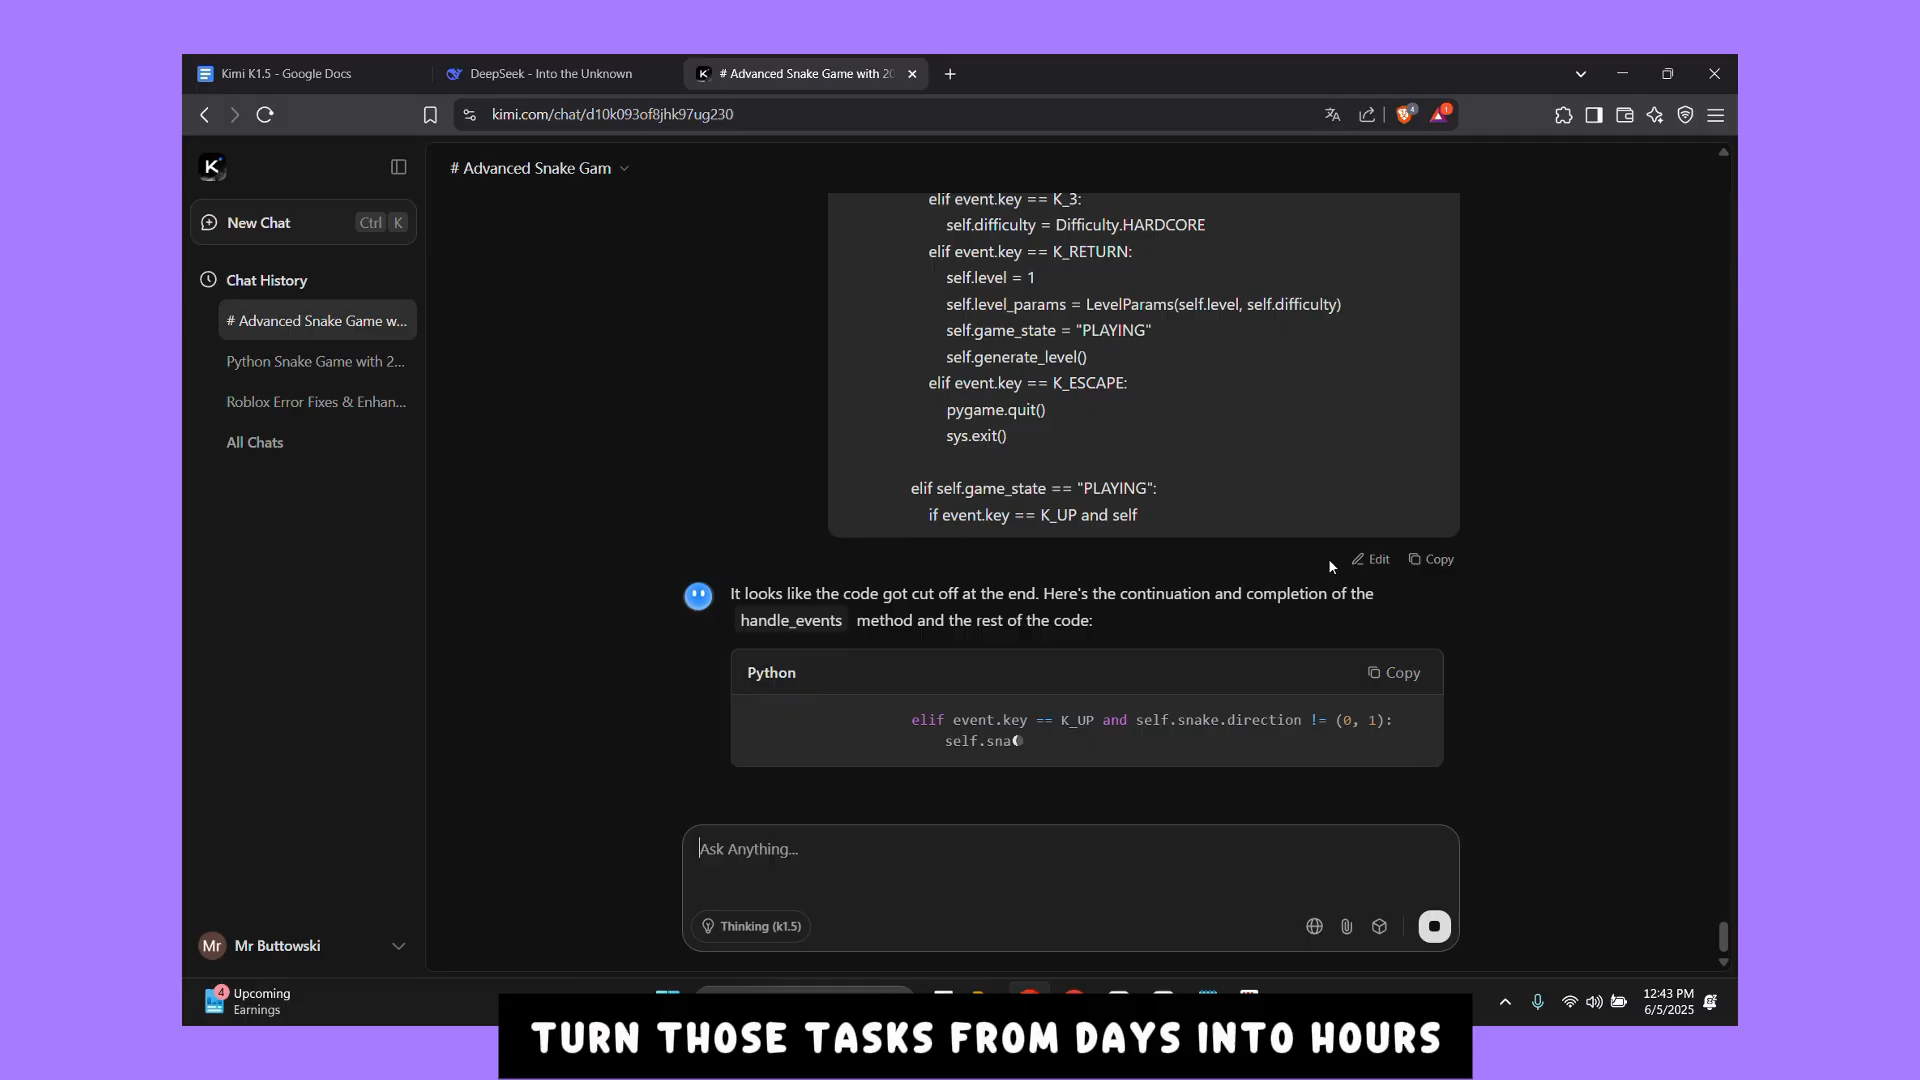 Kimi K1.5 - Google Docs
DeepSeek - Into the Unknown
K
# Advanced Snake Game with 20
kimi.com/chat/d10k093of8jhk97ug230
4
1
K
# Advanced Snake Gam
New Chat
Ctrl K
Chat History
# Advanced Snake Game w...
Python Snake Game with 2...
Roblox Error Fixes & Enhan...
All Chats
elif event.key == K_3:
self.difficulty = Difficulty.HARDCORE
elif event.key == K_RETURN:
self.level = 1
self.level_params = LevelParams(self.level, self.difficulty)
self.game_state = "PLAYING"
self.generate_level()
elif event.key == K_ESCAPE:
pygame.quit()
sys.exit()
elif self.game_state == "PLAYING":
if event.key == K_UP and self
Edit
Copy
It looks like the code got cut off at the end. Here's the continuation and completion of the
handle_events method and the rest of the code:
Python
Copy
elif event.key == K_UP and self.snake.direction != (0, 1):
self.sna
Ask Anything...
Thinking (k1.5)
Mr
Mr Buttowski
4
Upcoming
Earnings
12:43 PM
6/5/2025
TURN THOSE TASKS FROM DAYS INTO HOURS